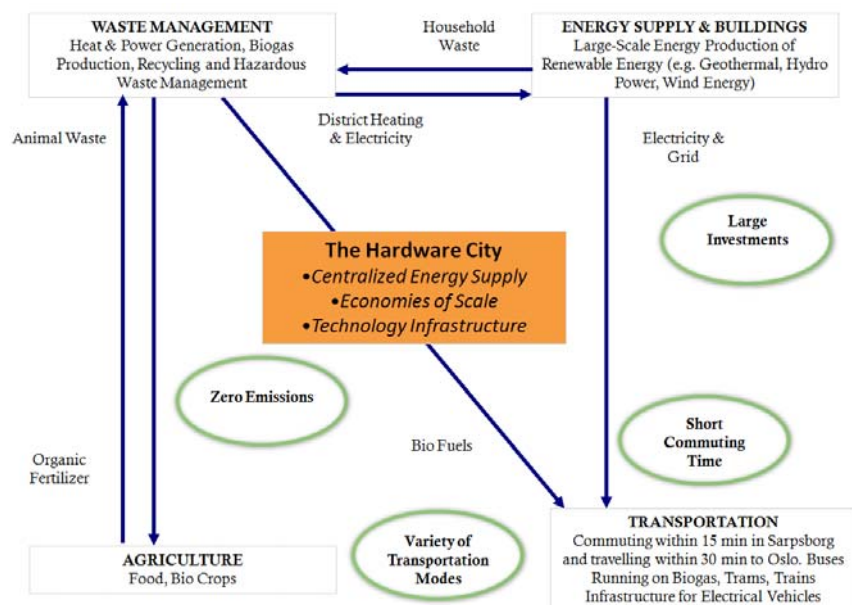 WASTE MANAGEMENT
Heat & Power Generation, Biogas
Production, Recycling and Hazardous
Waste Management
Household
Waste
ENERGY SUPPLY & BUILDINGS
Large-Scale Energy Production of
Renewable Energy (e.g. Geothermal, Hydro
Power, Wind Energy)
District Heating
& Electricity
Animal Waste
Electricity &
Grid
Large
Investments
The Hardware City
•Centralized Energy Supply
•Economies of Scale
•Technology Infrastructure
Zero Emissions
Short
Commuting
Time
Organic
Fertilizer
Bio Fuels
Variety of
Transportation
Modes
AGRICULTURE
Food, Bio Crops
TRANSPORTATION
Commuting within 15 min in Sarpsborg
and travelling within 30 min to Oslo. Buses
Running on Biogas, Trams, Trains
Infrastructure for Electrical Vehicles